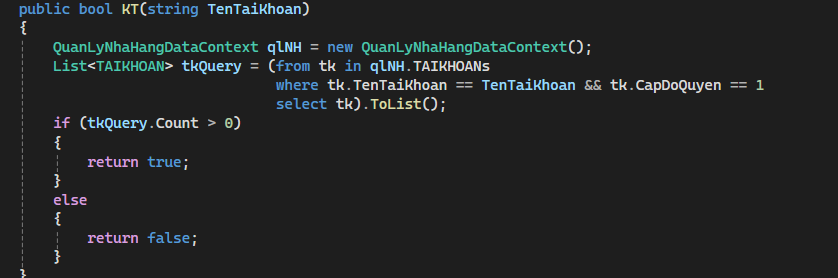 public bool KT(string TenTaiKhoan)
{
QuanLyNhaHangDataContext qlNH = new QuanLyNhaHangDataContext();
List<TAIKHOAN> tkQuery = (from tk in qlNH.TAIKHOANs
where tk.TenTaiKhoan == TenTaiKhoan && tk.CapDoQuyen == 1
select tk).ToList();
if (tkQuery.Count > 0)
{
return true;
}
else
{
return false;
}
}